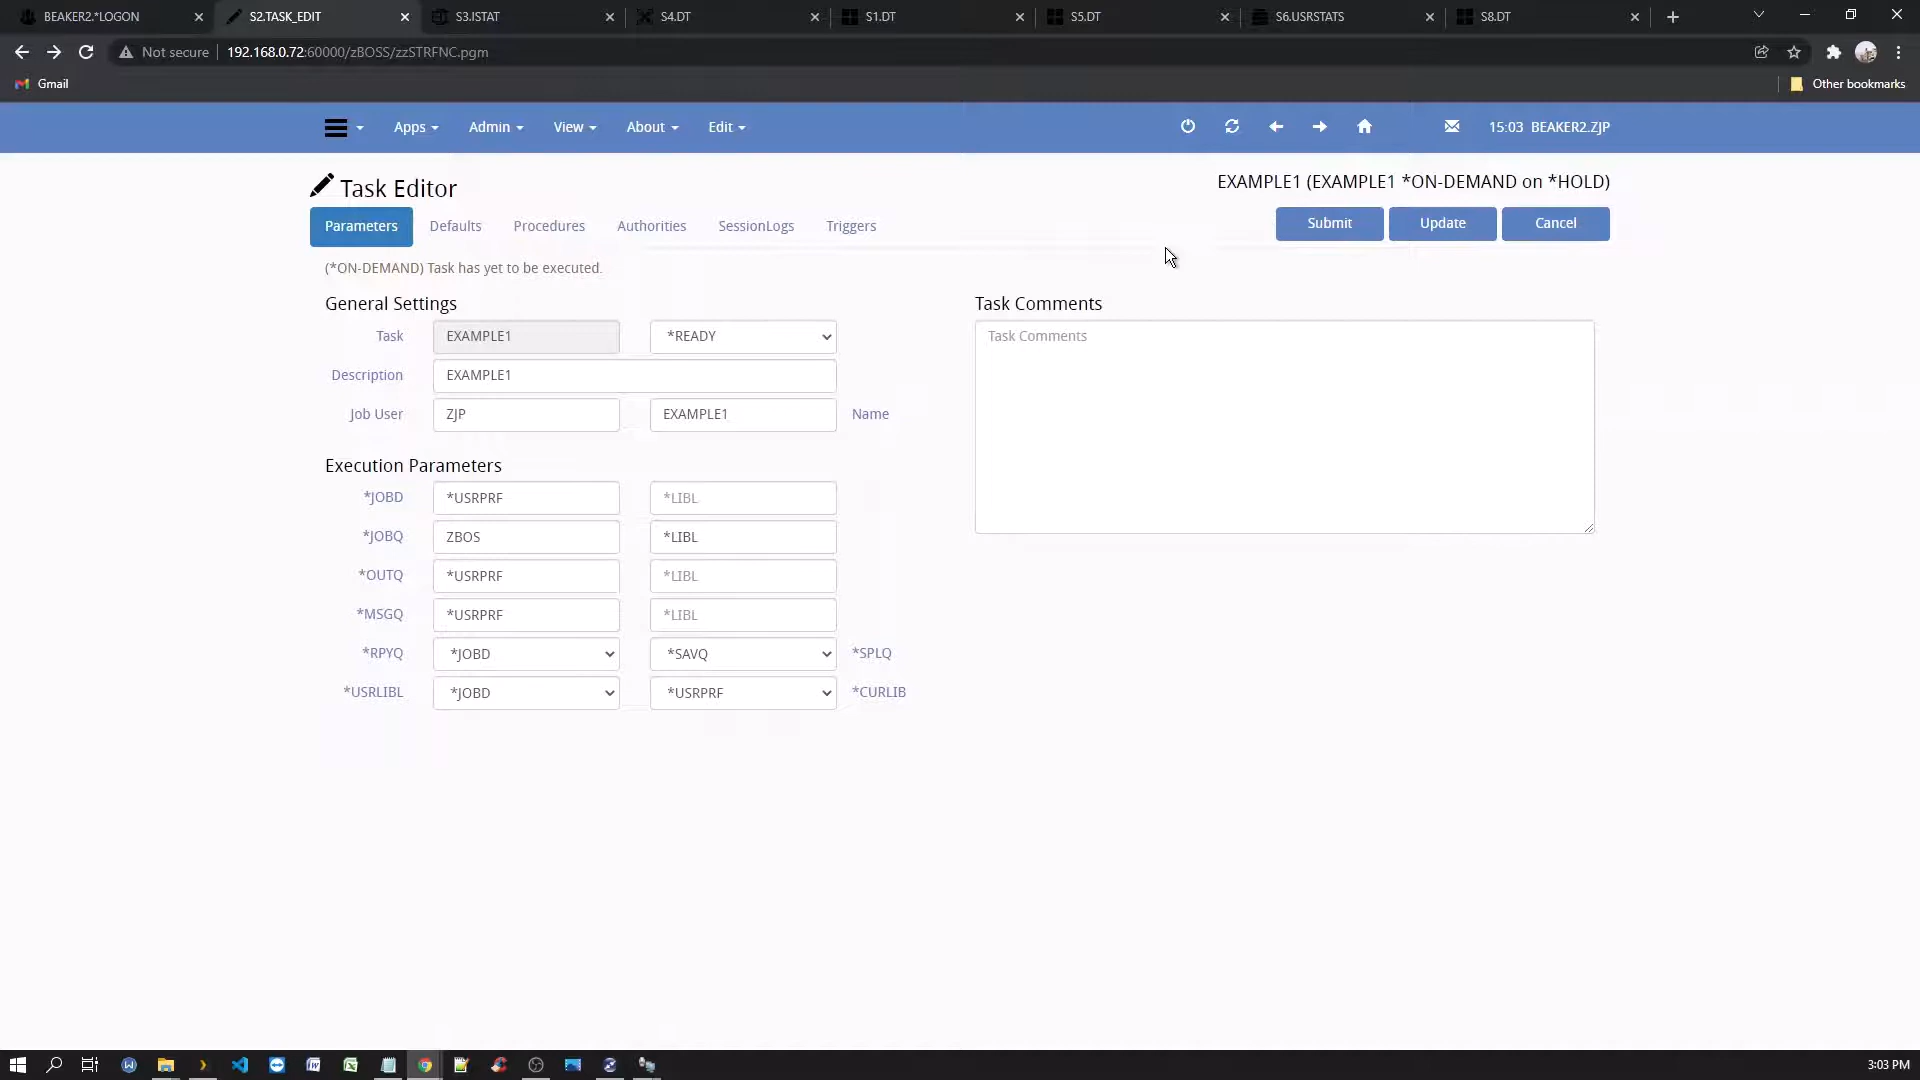 BEAKER2.*LOGON S2.TASK_EDIT S3.ISTAT S4.DT S1.DT S5.DT S6.USRSTATS S8.DT
Not secure 192.168.0.72:60000/zBOSS/zzSTRFNC.pgm
Gmail Other bookmarks
Apps Admin View About Edit 15:03 BEAKER2.ZJP
Task Editor EXAMPLE1 (EXAMPLE1 *ON-DEMAND on *HOLD)
Parameters Defaults Procedures Authorities SessionLogs Triggers Submit Update Cancel
(*ON-DEMAND) Task has yet to be executed.
General Settings
Task EXAMPLE1 *READY
Description EXAMPLE1
Job User ZJP EXAMPLE1 Name
Execution Parameters
*JOBD *USRPRF *LIBL
*JOBQ ZBOS *LIBL
*OUTQ *USRPRF *LIBL
*MSGQ *USRPRF *LIBL
*RPYQ *JOBD *SAVQ *SPLQ
*USRLIBL *JOBD *USRPRF *CURLIB
Task Comments
Task Comments
3:03 PM